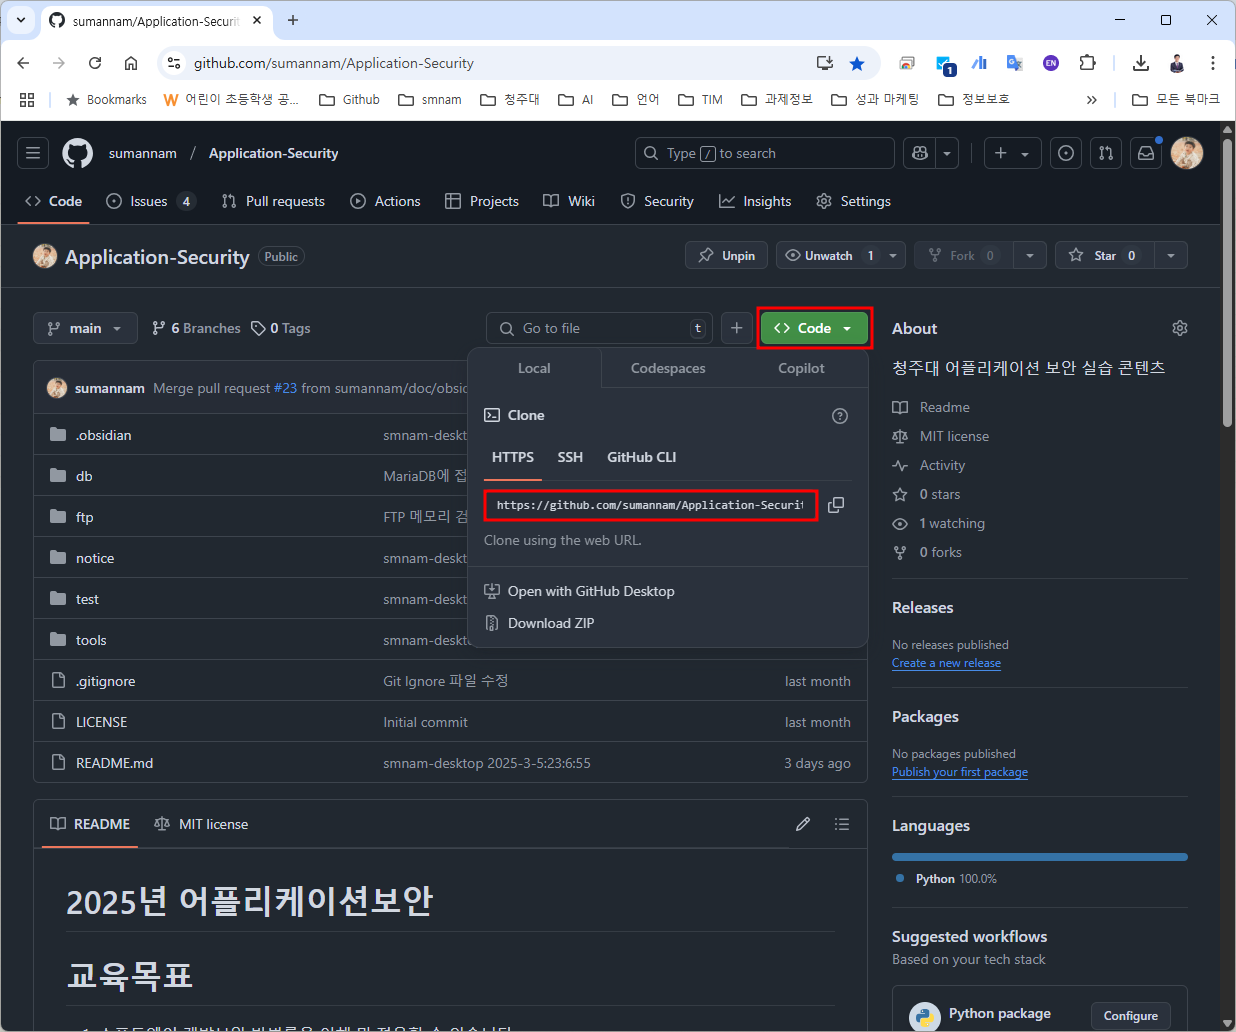 sumannam/Application-Securit
github.com/sumannam/Application-Security
1
EN
Bookmarks
W 어린이 초등학생 공...
Github
smnam
청주대
AI
언어
TIM
과제정보
성과 마케팅
정보보호
»
모든 북마크
sumannam / Application-Security
Type / to search
Code
Issues 4
Pull requests
Actions
Projects
Wiki
Security
Insights
Settings
Application-Security Public
Unpin
Unwatch 1
Fork 0
Star 0
main
6 Branches
0 Tags
Go to file t
Code
sumannam Merge pull request #23 from sumannam/doc/obsid
.obsidian smnam-deskt
db MariaDB에 접
ftp FTP 메모리 검
notice smnam-deskt
test smnam-deskt
tools smnam-deskt
.gitignore Git Ignore 파일 수정 last month
LICENSE Initial commit last month
README.md smnam-desktop 2025-3-5:23:6:55 3 days ago
Local
Codespaces
Copilot
Clone
HTTPS
SSH
GitHub CLI
https://github.com/sumannam/Application-Securit
Clone using the web URL.
Open with GitHub Desktop
Download ZIP
README
MIT license
2025년 어플리케이션보안
교육목표
About
청주대 어플리케이션 보안 실습 콘텐츠
Readme
MIT license
Activity
0 stars
1 watching
0 forks
Releases
No releases published
Create a new release
Packages
No packages published
Publish your first package
Languages
Python 100.0%
Suggested workflows
Based on your tech stack
Python package
Configure